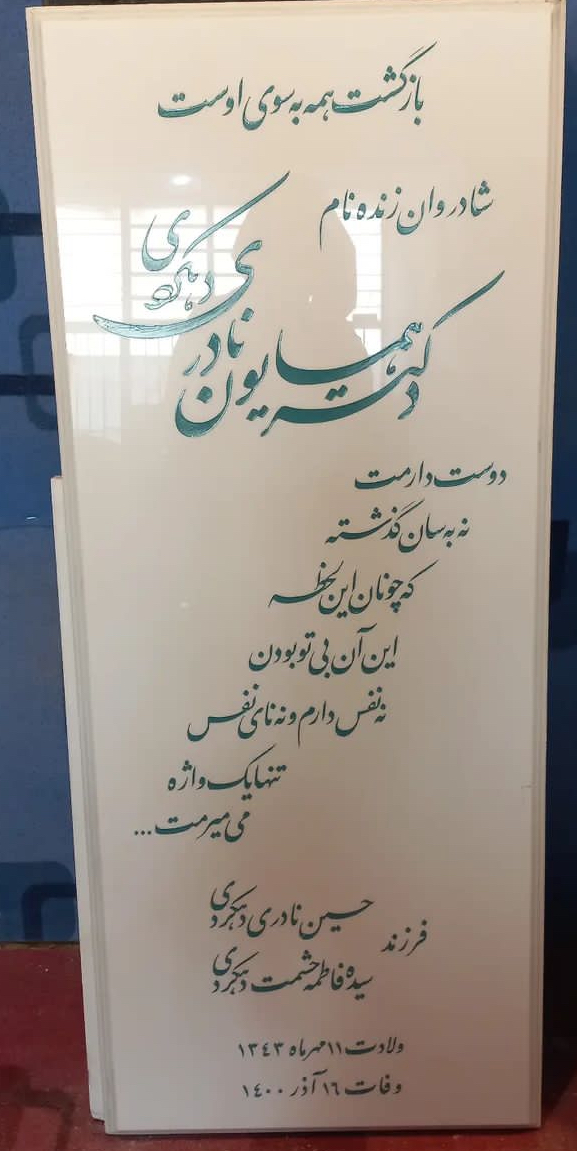 بازگشت همه به سوی اوست
شادروان زنده نام
دکتر همایون نادری دهکردی
دوست دارمت
نه به سان گذشته
که چونان این لحظه
این آن بی تو بودن
نه نفس دارم و نه نای نفس
تنها یک واژه
می میرمت...
فرزند
حسین نادری دهکردی
سیده فاطمه حشمت دهکردی
ولادت ۱۱ مهرماه ۱۳۴۳
وفات ۱۶ آذر ۱۴۰۰